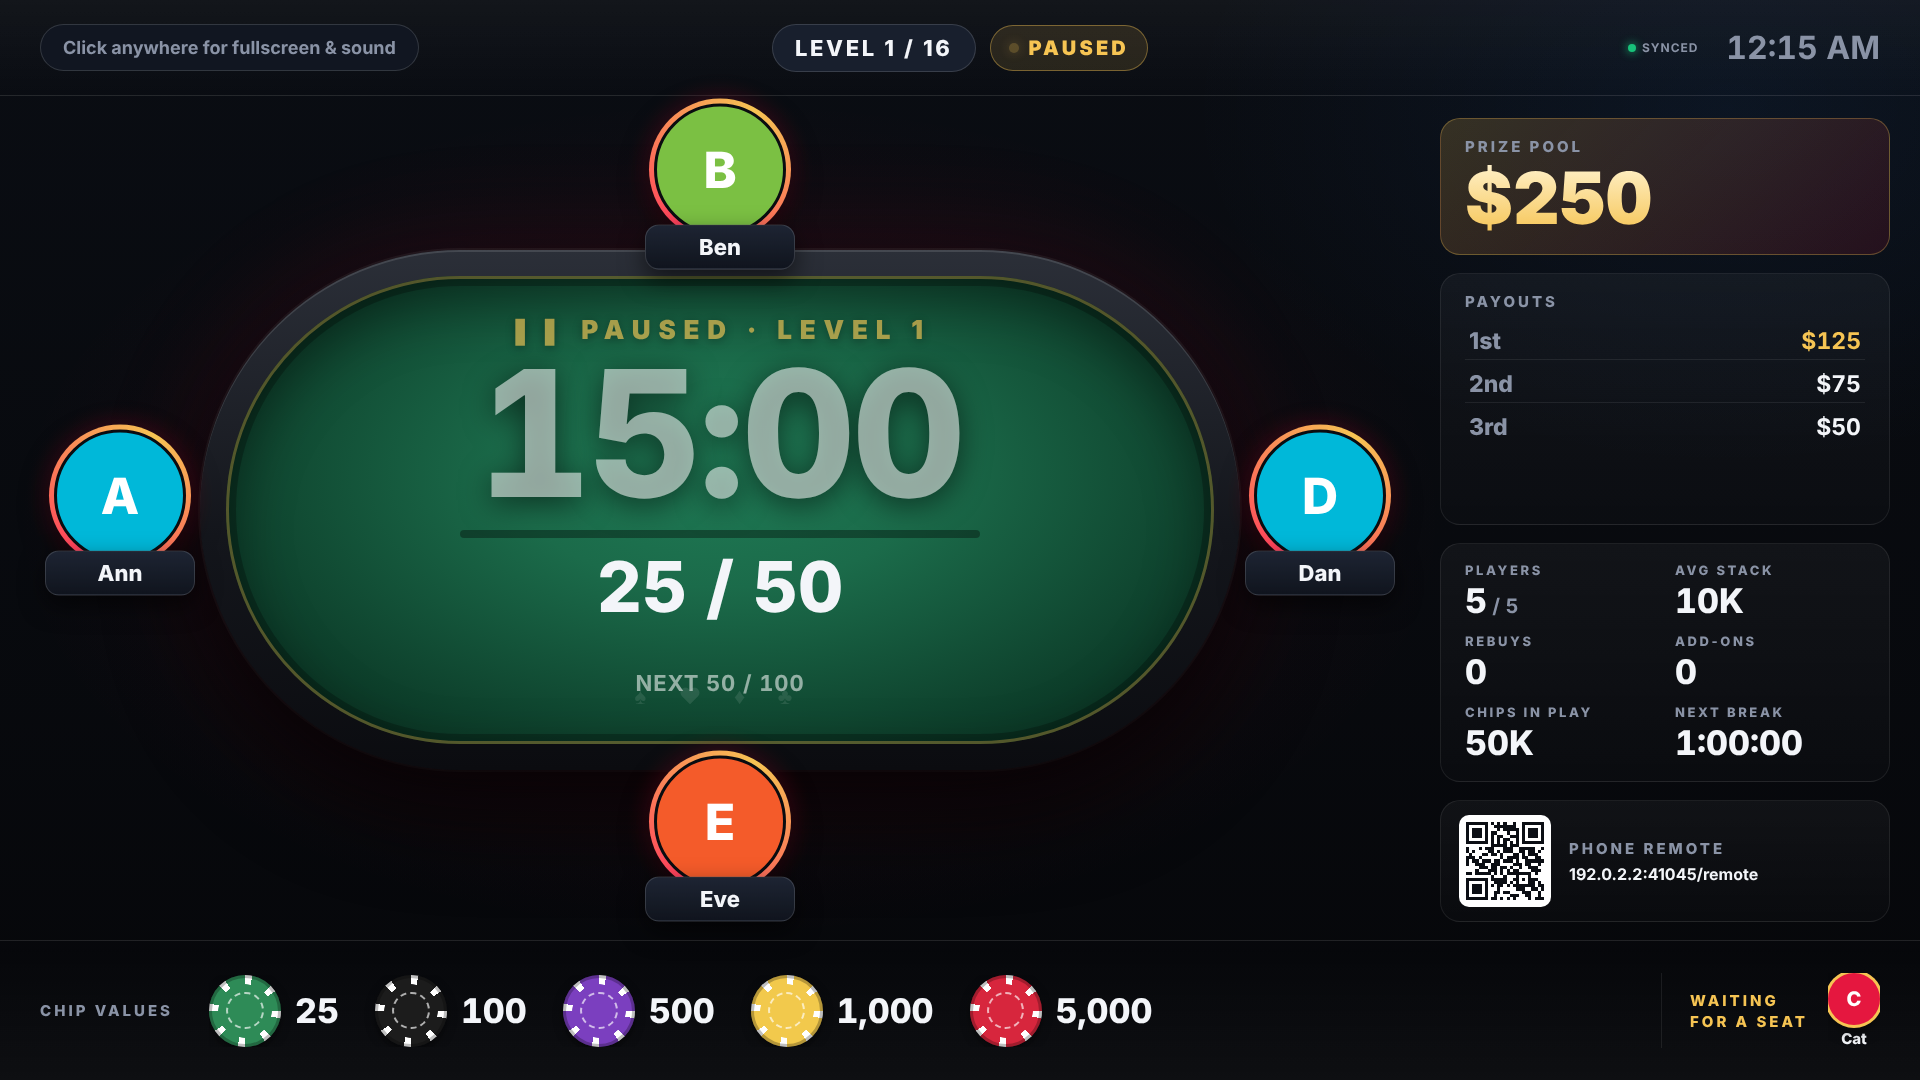 Click anywhere for fullscreen & sound
LEVEL 1 / 16
PAUSED
SYNCED
12:15 AM
B
Ben
PAUSED · LEVEL 1
15:00
25 / 50
NEXT 50 / 100
A
Ann
D
Dan
E
Eve
PRIZE POOL
$250
PAYOUTS
1st $125
2nd $75
3rd $50
PLAYERS
5 / 5
AVG STACK
10K
REBUYS
0
ADD-ONS
0
CHIPS IN PLAY
50K
NEXT BREAK
1:00:00
PHONE REMOTE
192.0.2.2:41045/remote
CHIP VALUES
25
100
500
1,000
5,000
WAITING
FOR A SEAT
C
Cat